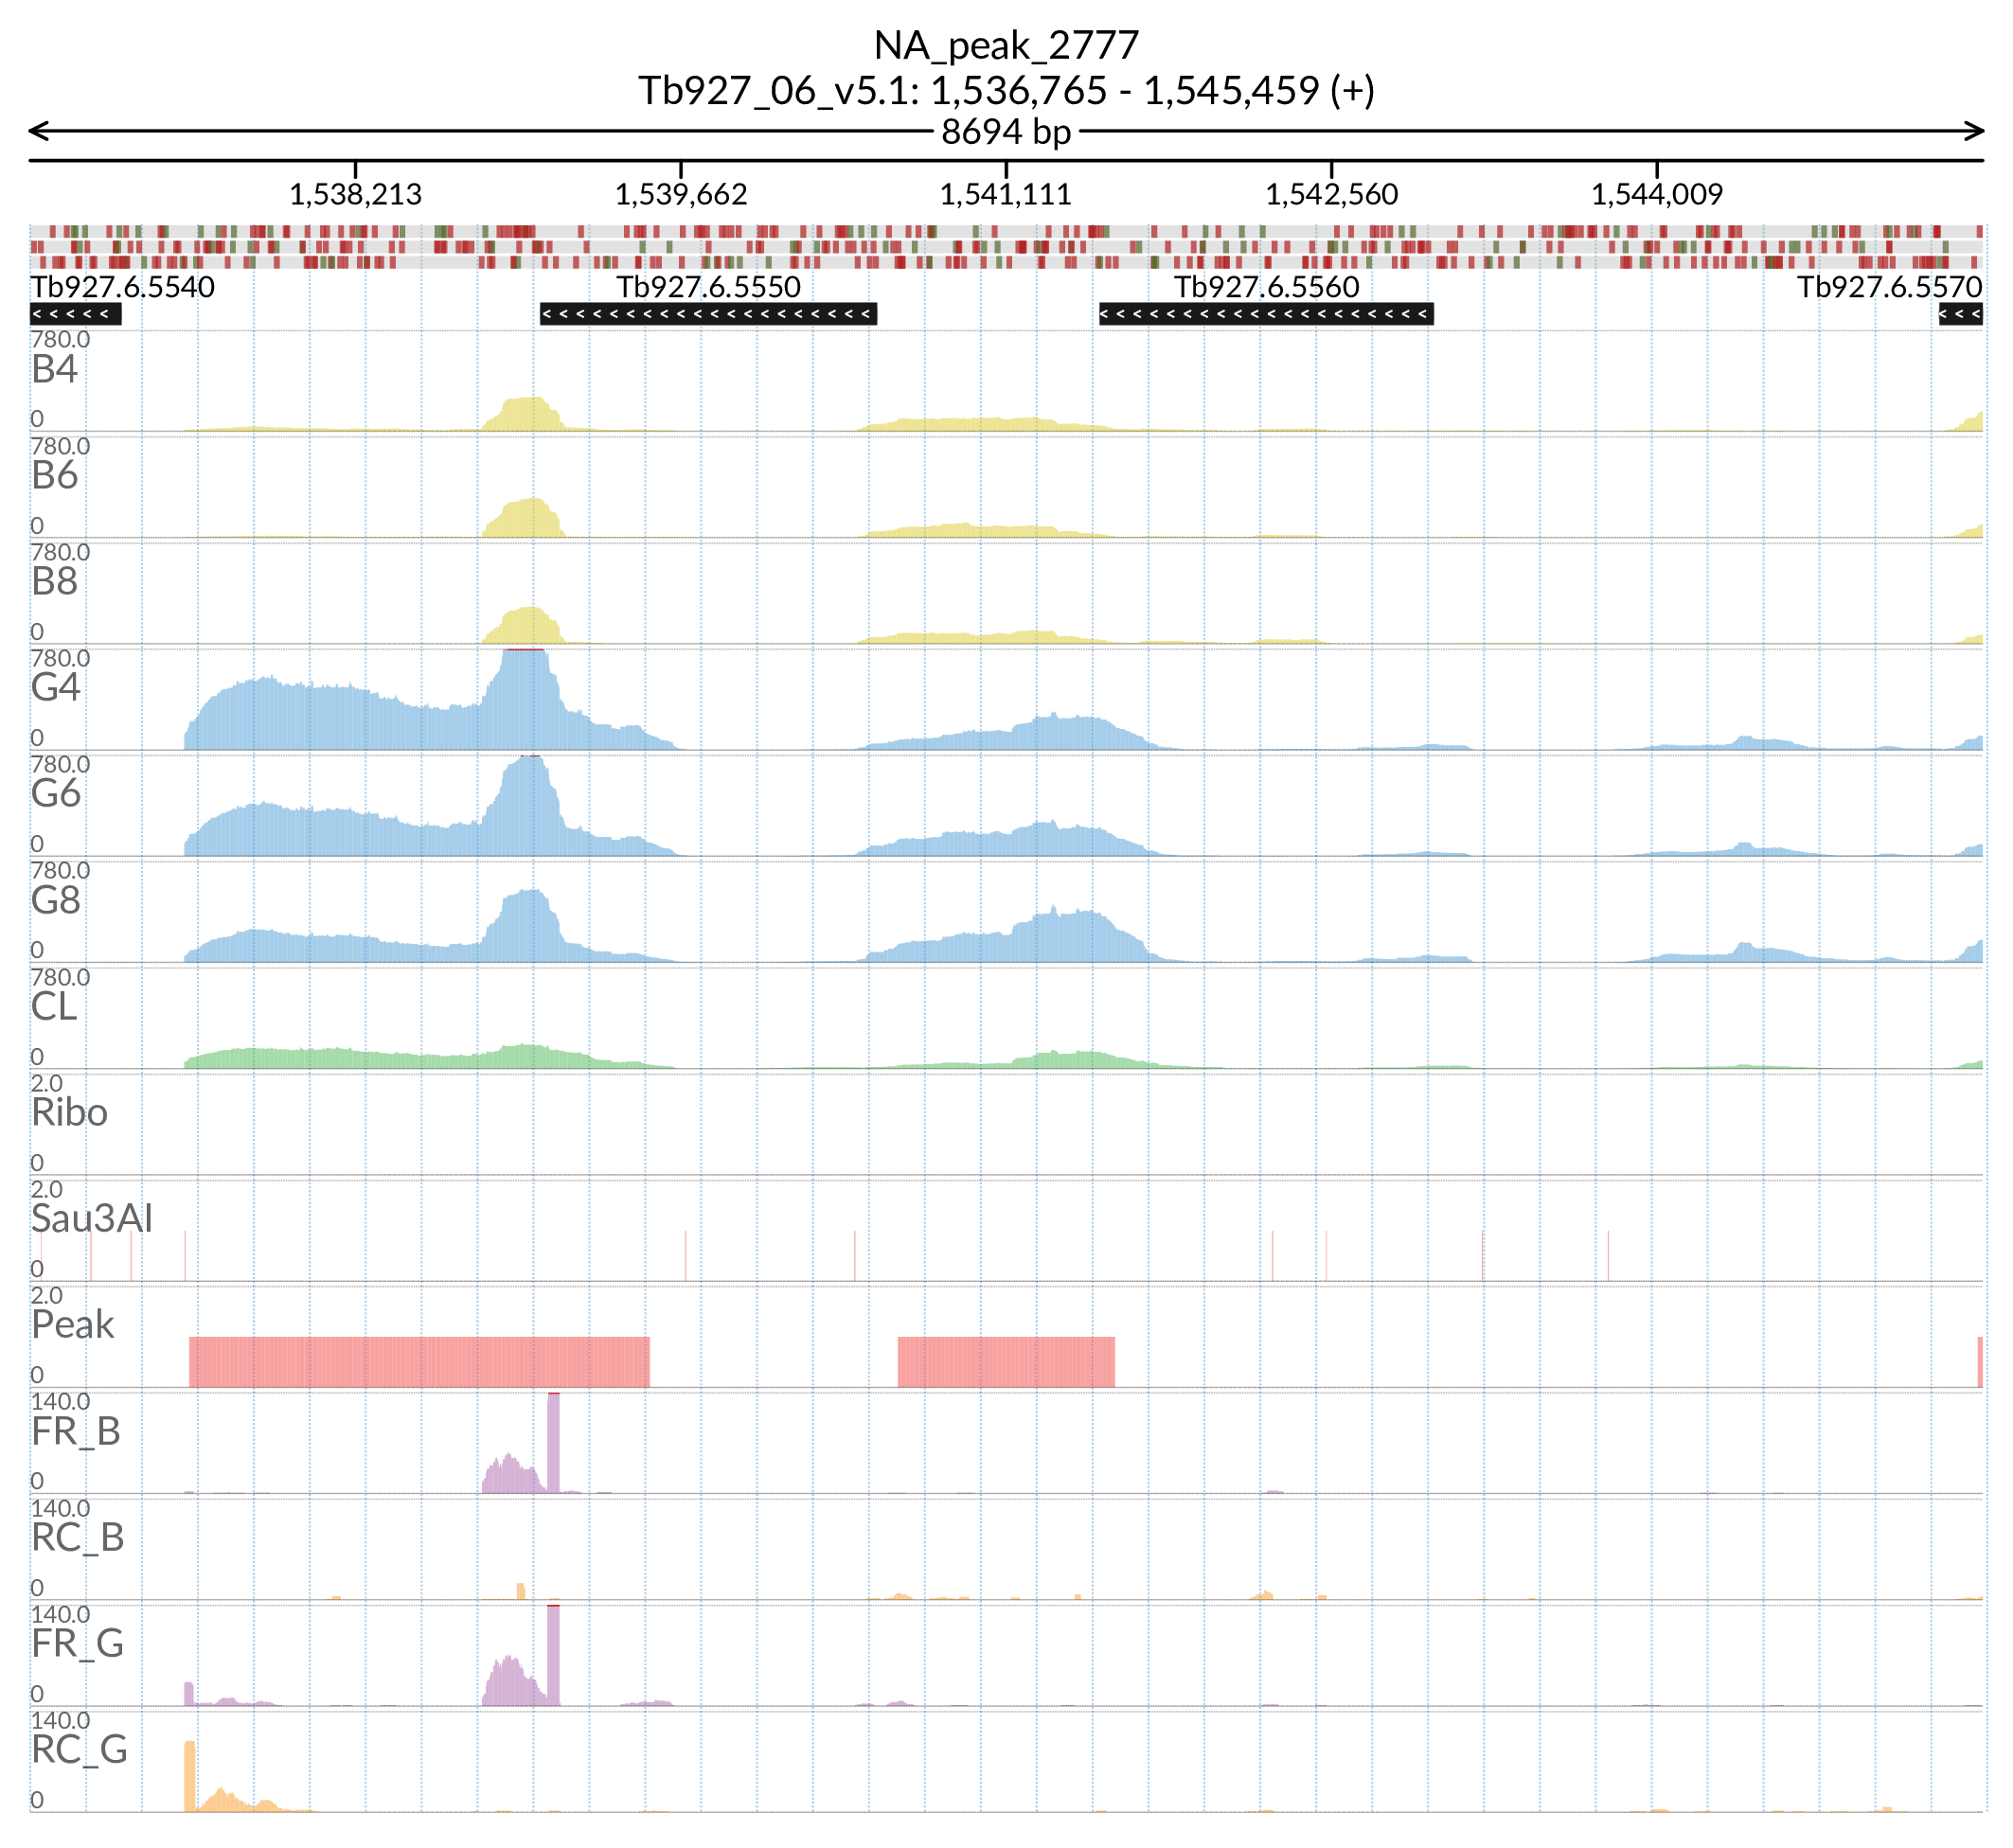 NA_peak_2777
Tb927_06_v5.1: 1,536,765 - 1,545,459 (+)
8694 bp
1,538,213 1,539,662 1,541,111 1,542,560 1,544,009
Tb927.6.5540 Tb927.6.5550 Tb927.6.5560 Tb927.6.5570
780.0
B4
0
780.0
B6
0
780.0
B8
0
780.0
G4
0
780.0
G6
0
780.0
G8
0
780.0
CL
0
2.0
Ribo
0
2.0
Sau3AI
0
2.0
Peak
0
140.0
FR_B
0
140.0
RC_B
0
140.0
FR_G
0
140.0
RC_G
0